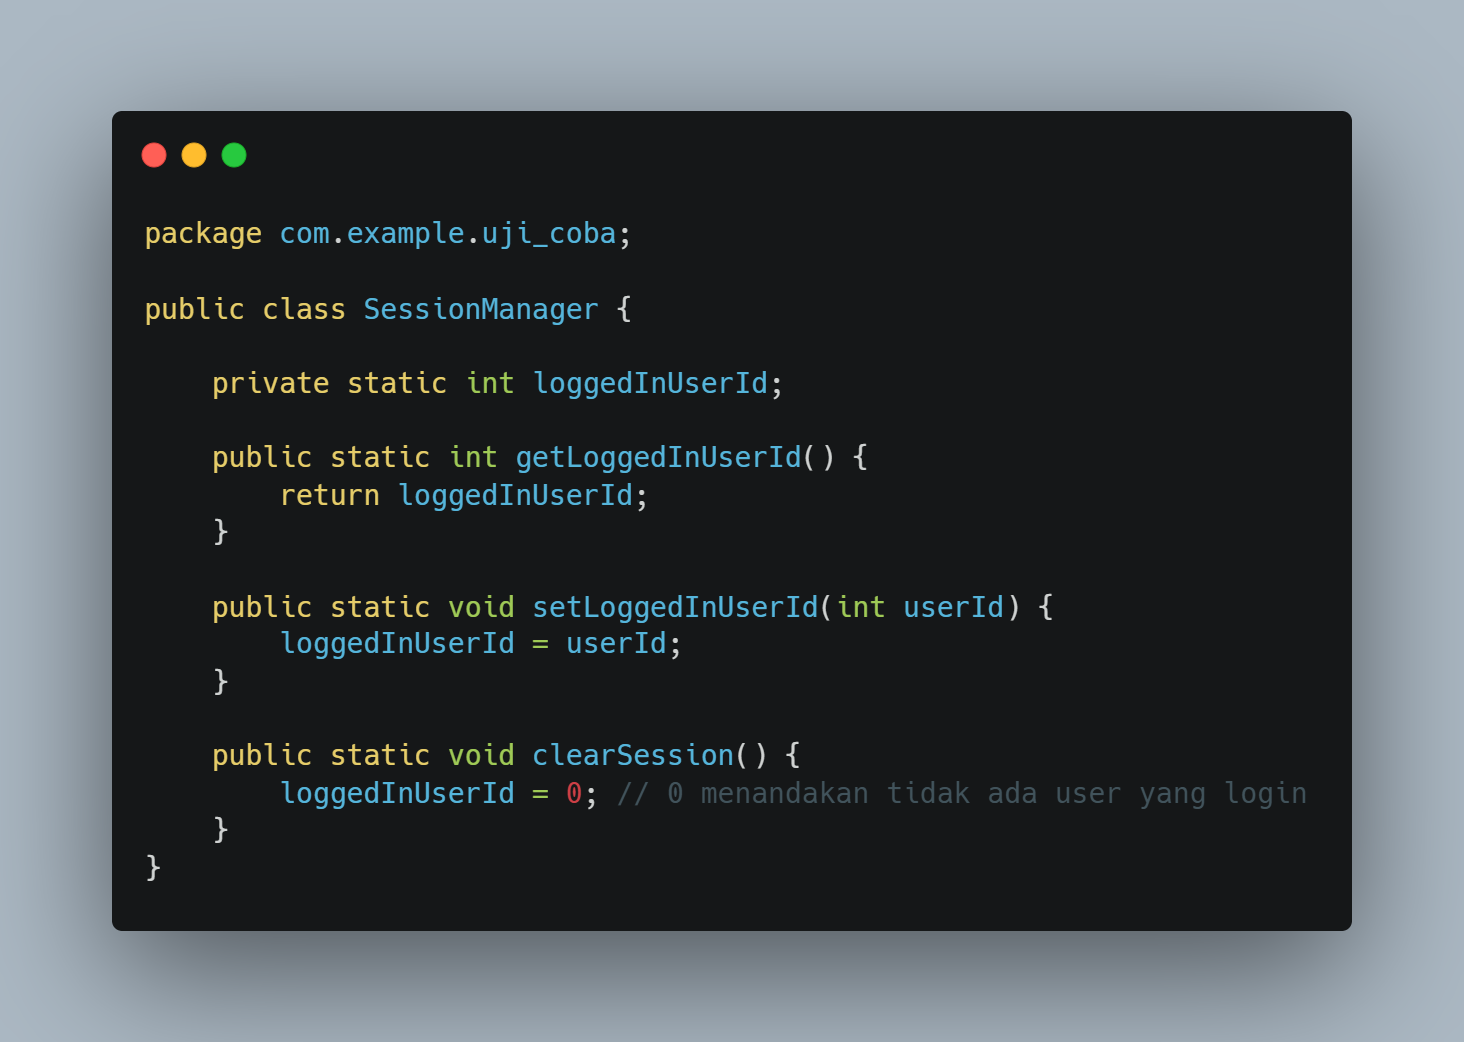 package com.example.uji_coba;
public class SessionManager {
    private static int loggedInUserId;
    public static int getLoggedInUserId() {
        return loggedInUserId;
    }
    public static void setLoggedInUserId(int userId) {
        loggedInUserId = userId;
    }
    public static void clearSession() {
        loggedInUserId = 0; // 0 menandakan tidak ada user yang login
    }
}